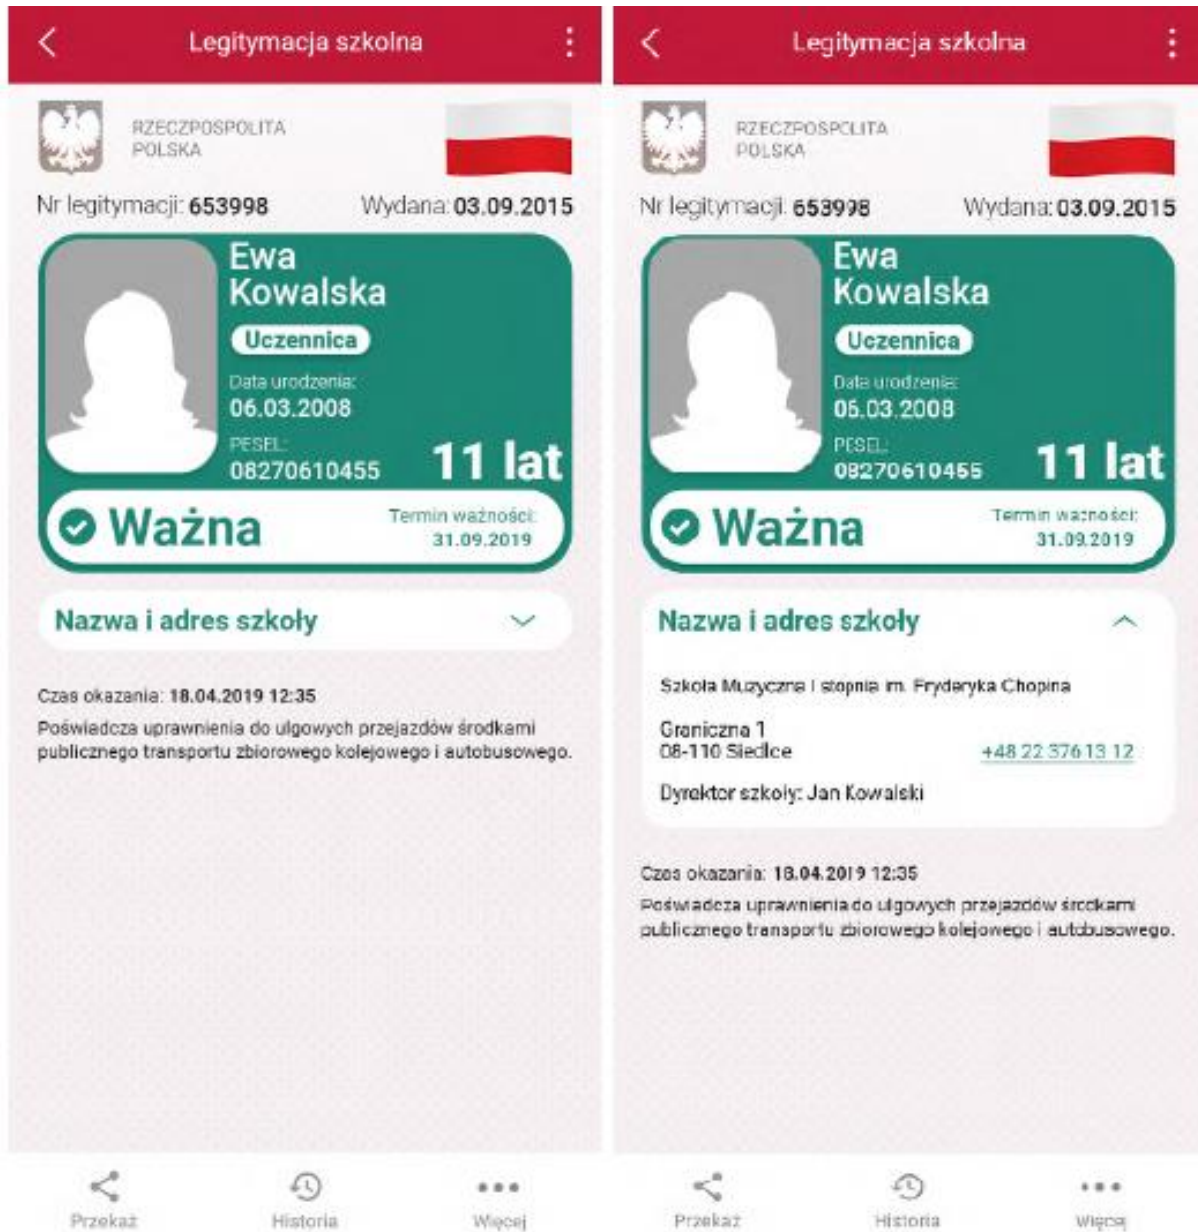 Legitymacja szkolna
RZECZPOSPOLITA
POLSKA
Nr legitymacji: 653998 Wydana: 03.09.2015
Ewa
Kowalska
Uczennica
Data urodzenia:
06.03.2008
PESEL:
08270610455
11 lat
Ważna
Termin ważności:
31.09.2019
Nazwa i adres szkoły
Czas okazania: 18.04.2019 12:35
Poświadcza uprawnienia do ulgowych przejazdów środkami
publicznego transportu zbiorowego kolejowego i autobusowego.
Przekaż Historia Więcej
Legitymacja szkolna
RZECZPOSPOLITA
POLSKA
Nr legitymacji: 653998 Wydana: 03.09.2015
Ewa
Kowalska
Uczennica
Data urodzenia:
06.03.2008
PESEL:
08270610455
11 lat
Ważna
Termin ważności:
31.09.2019
Nazwa i adres szkoły
Szkoła Muzyczna I stopnia im. Fryderyka Chopina
Graniczna 1
08-110 Siedlce +48 22 376 13 12
Dyrektor szkoły: Jan Kowalski
Czas okazania: 18.04.2019 12:35
Poświadcza uprawnienia do ulgowych przejazdów środkami
publicznego transportu zbiorowego kolejowego i autobusowego.
Przekaż Historia Więcej